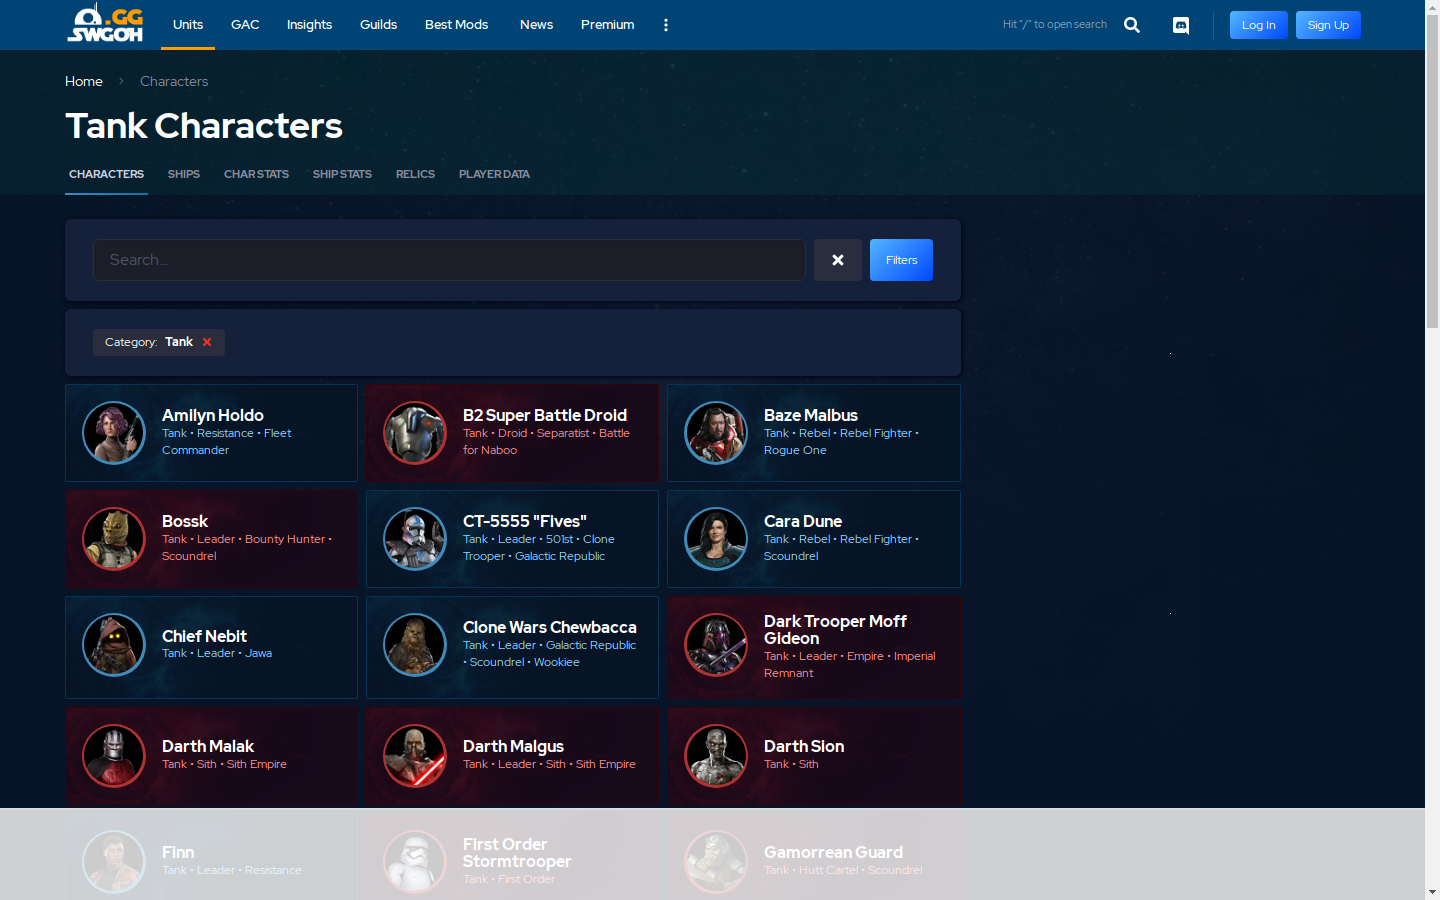 .GG
SWGOH
Units
GAC
Insights
Guilds
Best Mods
News
Premium
Hit "/" to open search
Log In
Sign Up
Home
Characters
Tank Characters
CHARACTERS
SHIPS
CHAR STATS
SHIP STATS
RELICS
PLAYER DATA
Search...
Filters
Category: Tank
Amilyn Holdo
Tank • Resistance • Fleet
Commander
B2 Super Battle Droid
Tank • Droid • Separatist • Battle
for Naboo
Baze Malbus
Tank • Rebel • Rebel Fighter •
Rogue One
Bossk
Tank • Leader • Bounty Hunter •
Scoundrel
CT-5555 "Fives"
Tank • Leader • 501st • Clone
Trooper • Galactic Republic
Cara Dune
Tank • Rebel • Rebel Fighter •
Scoundrel
Chief Nebit
Tank • Leader • Jawa
Clone Wars Chewbacca
Tank • Leader • Galactic Republic
• Scoundrel • Wookiee
Dark Trooper Moff
Gideon
Tank • Leader • Empire • Imperial
Remnant
Darth Malak
Tank • Sith • Sith Empire
Darth Malgus
Tank • Leader • Sith • Sith Empire
Darth Sion
Tank • Sith
Finn
Tank • Leader • Resistance
First Order
Stormtrooper
Tank • First Order
Gamorrean Guard
Tank • Hutt Cartel • Scoundrel